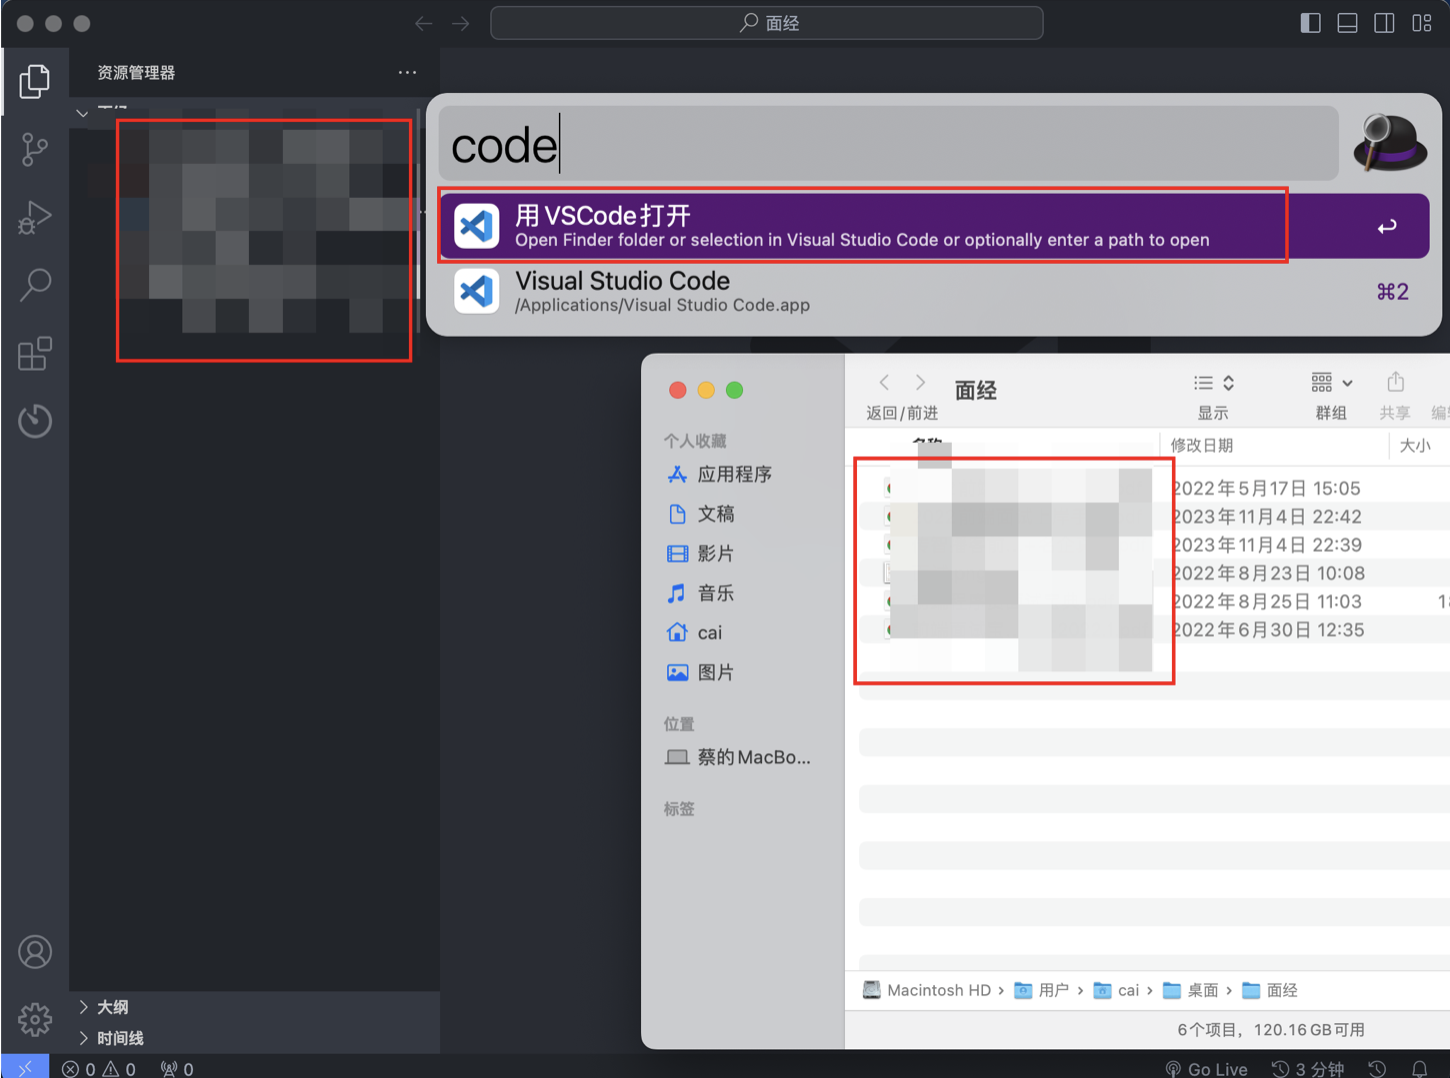 面经
资源管理器
code
用VSCode打开
Open Finder folder or selection in Visual Studio Code or optionally enter a path to open
Visual Studio Code
/Applications/Visual Studio Code.app
⌘2
面经
返回/前进
显示
群组
共享
个人收藏
应用程序
文稿
影片
音乐
cai
图片
位置
蔡的MacBo...
标签
修改日期
大小
2022年5月17日 15:05
2023年11月4日 22:42
2023年11月4日 22:39
2022年8月23日 10:08
2022年8月25日 11:03
2022年6月30日 12:35
Macintosh HD › 用户 › cai › 桌面 › 面经
6个项目，120.16 GB可用
大纲
时间线
0 0 0
Go Live 3 分钟